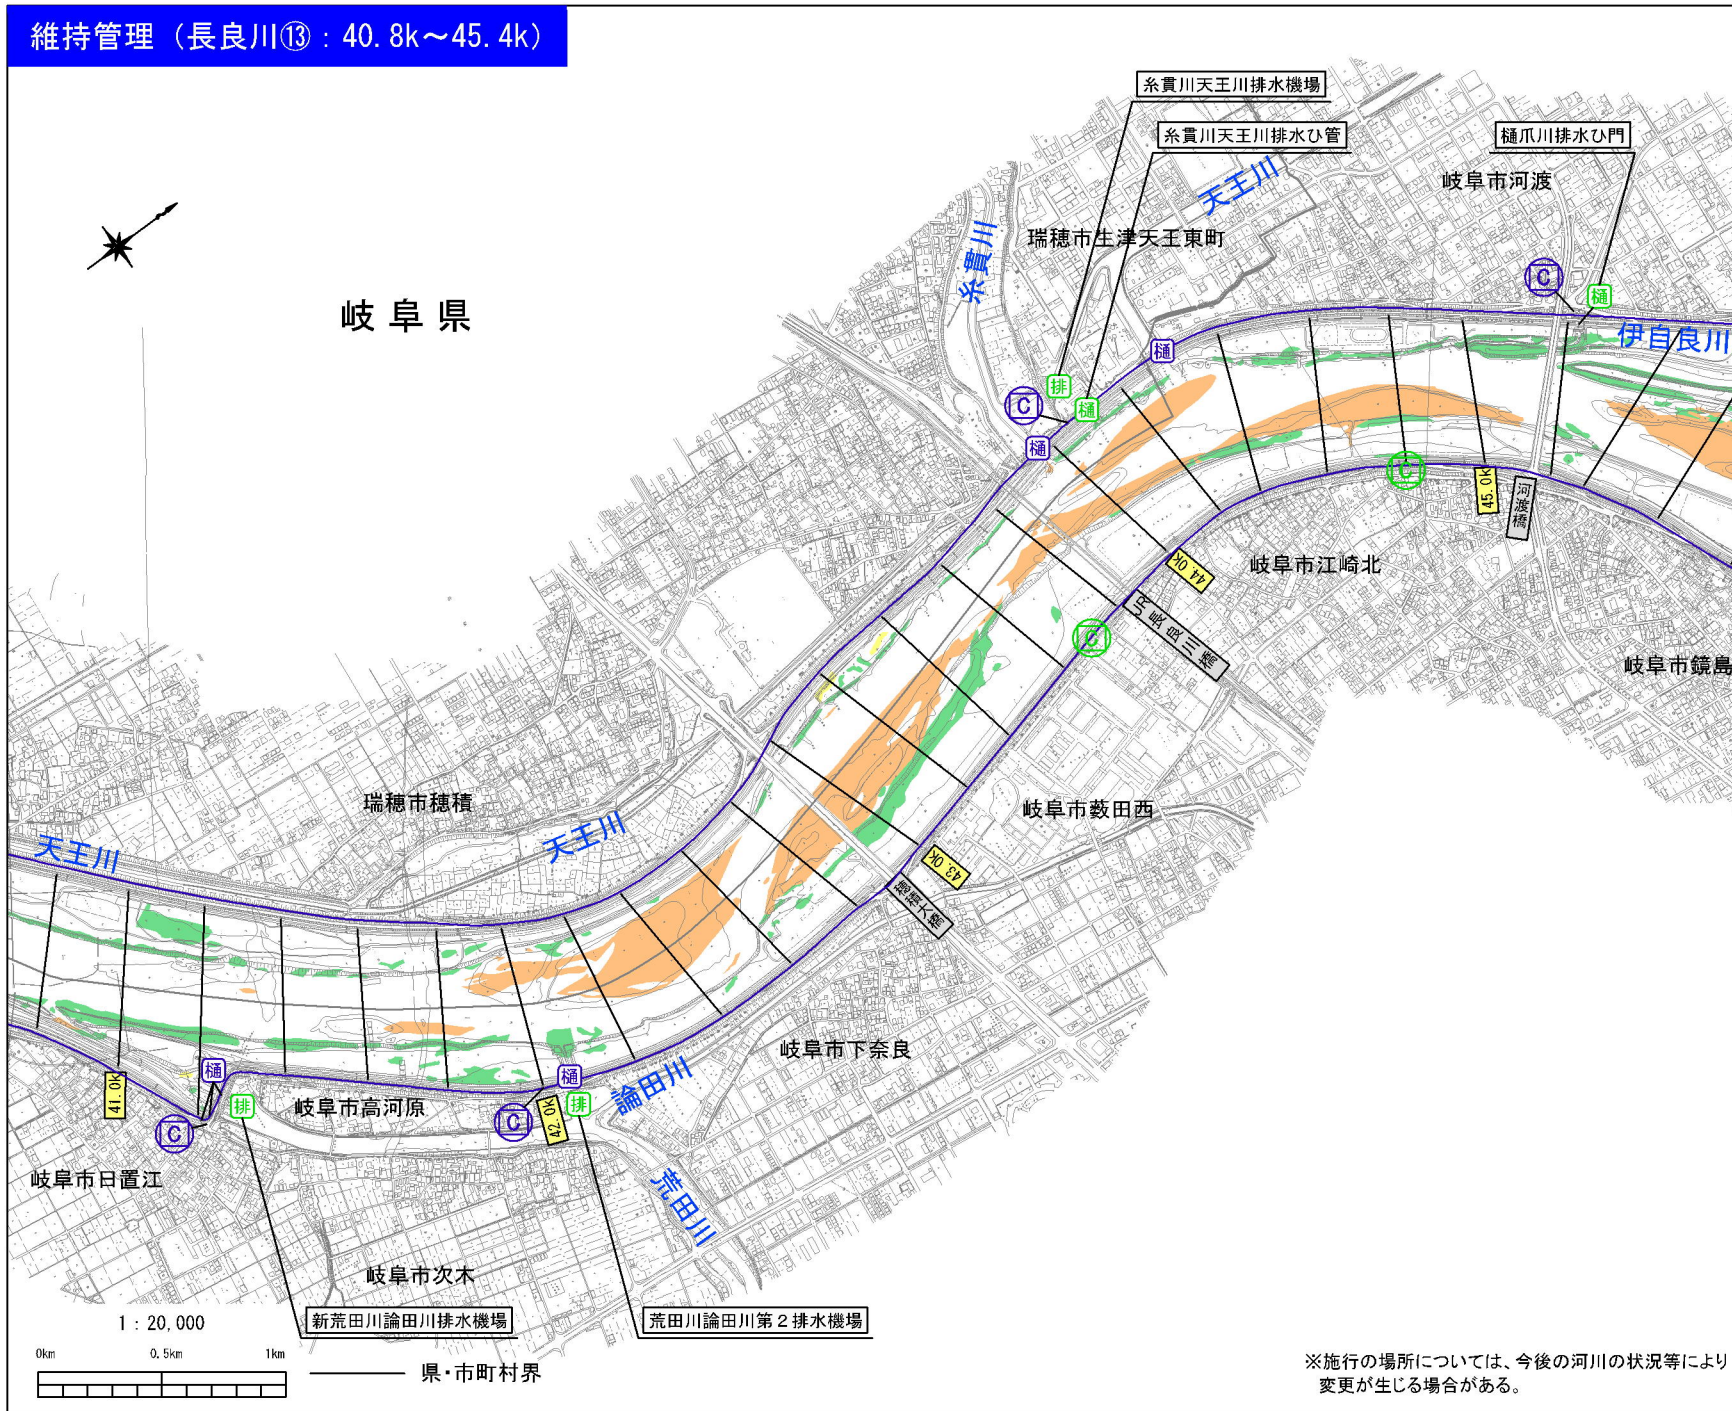 維持管理（長良川⑬：40.8k～45.4k）
糸貫川天王川排水機場
糸貫川天王川排水ひ管
樋爪川排水ひ門
天王川
岐阜市河渡
瑞穂市生津天王東町
糸貫川
岐阜県
C
樋
伊自良川
樋
排
C
樋
樋
C
45.0k
河渡橋
44.0k
岐阜市江崎北
JR長良川橋
C
岐阜市鏡島
瑞穂市穂積
岐阜市薮田西
天王川
天王川
43.0k
穂積大橋
岐阜市下奈良
論田川
41.0k
樋
排
岐阜市高河原
樋
排
C
C
42.0k
岐阜市日置江
荒田川
岐阜市次木
新荒田川論田川排水機場
荒田川論田川第２排水機場
1：20,000
0km 0.5km 1km
県・市町村界
※施行の場所については、今後の河川の状況等により
変更が生じる場合がある。